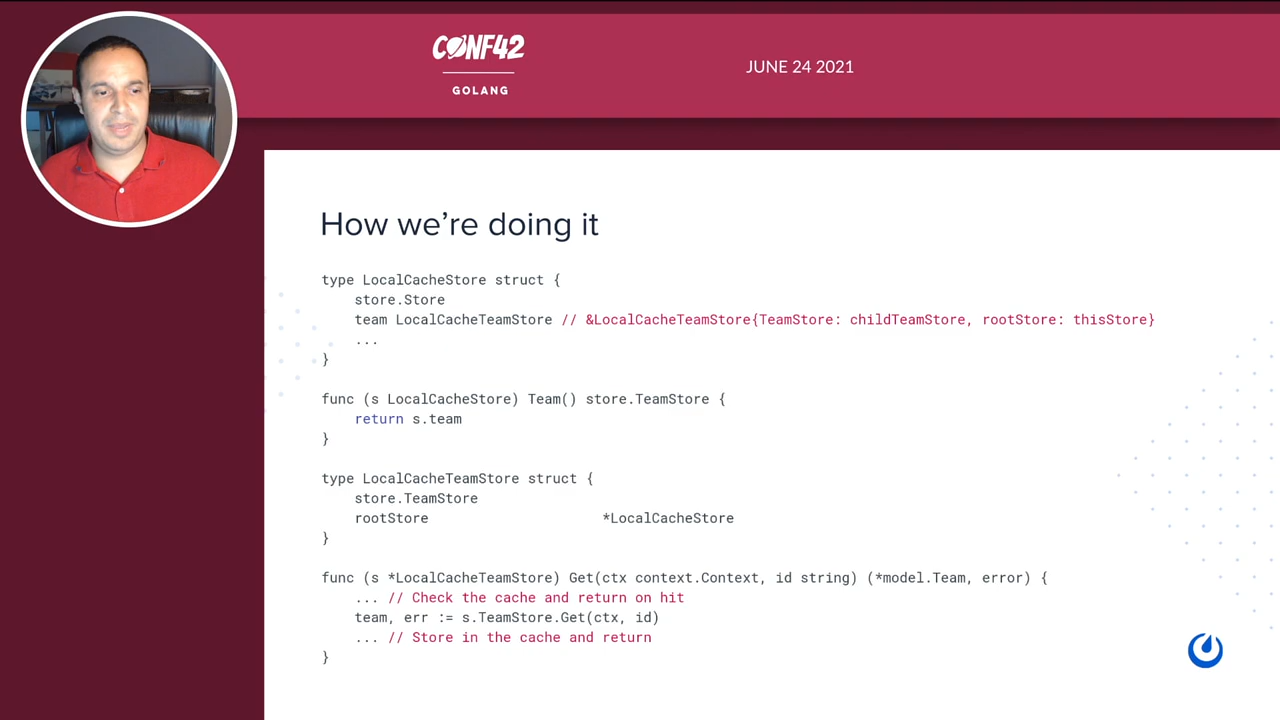 CONF42
GOLANG
JUNE 24 2021
How we’re doing it
type LocalCacheStore struct {
    store.Store
    team LocalCacheTeamStore // &LocalCacheTeamStore{TeamStore: childTeamStore, rootStore: thisStore}
    ...
}
func (s LocalCacheStore) Team() store.TeamStore {
    return s.team
}
type LocalCacheTeamStore struct {
    store.TeamStore
    rootStore                     *LocalCacheStore
}
func (s *LocalCacheTeamStore) Get(ctx context.Context, id string) (*model.Team, error) {
    ... // Check the cache and return on hit
    team, err := s.TeamStore.Get(ctx, id)
    ... // Store in the cache and return
}